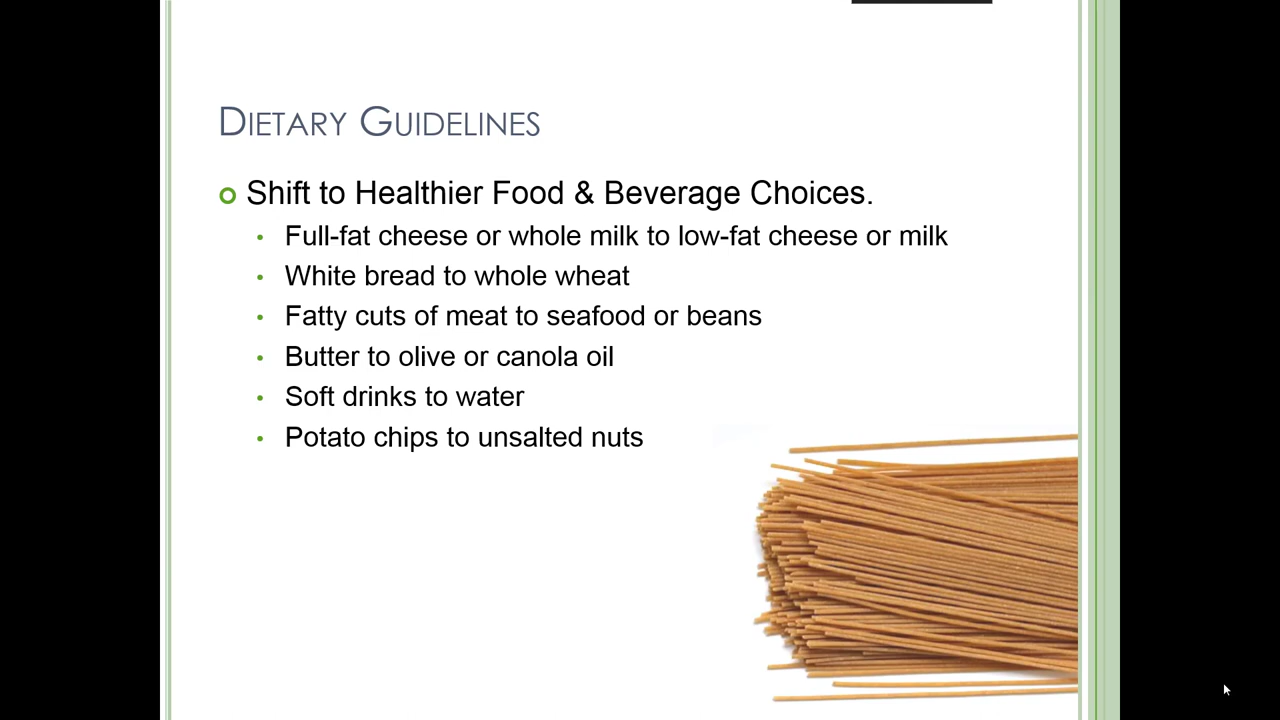 Dietary Guidelines
Shift to Healthier Food & Beverage Choices.
Full-fat cheese or whole milk to low-fat cheese or milk
White bread to whole wheat
Fatty cuts of meat to seafood or beans
Butter to olive or canola oil
Soft drinks to water
Potato chips to unsalted nuts